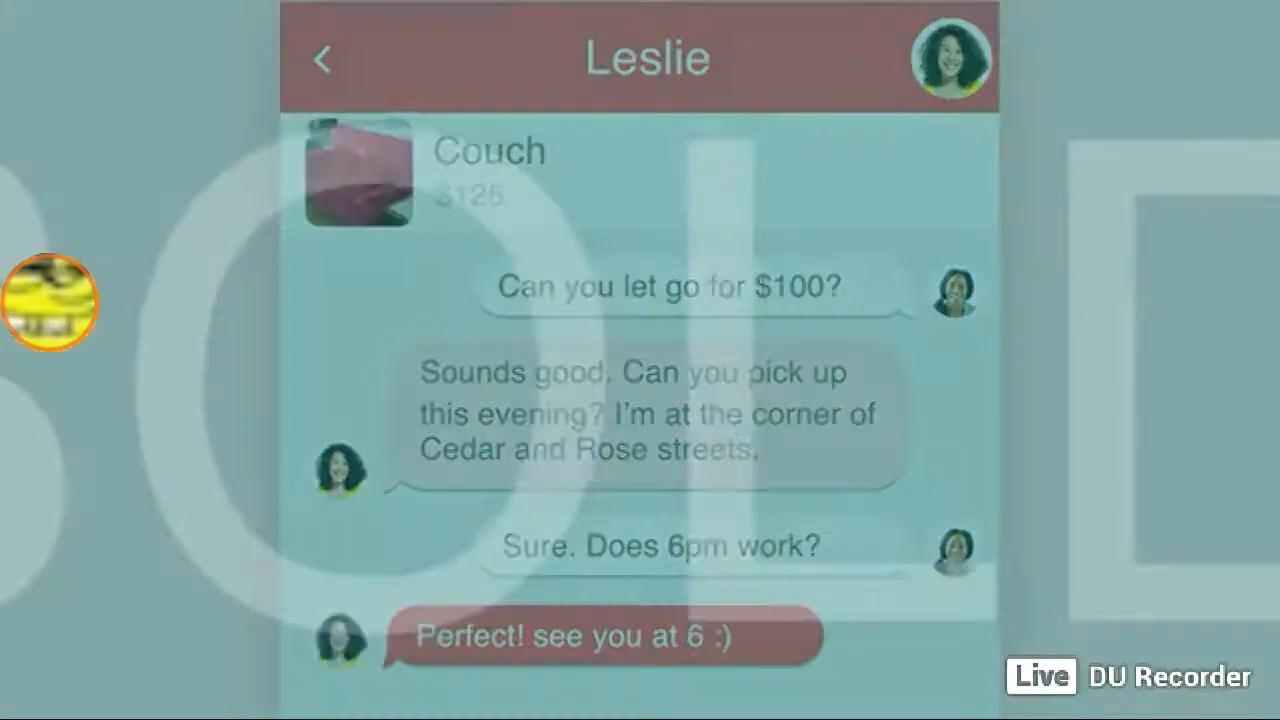 Leslie
Couch
$125
Can you let go for $100?
Sounds good. Can you pick up
this evening? I'm at the corner of
Cedar and Rose streets.
Sure. Does 6pm work?
Perfect! see you at 6 :)
SOLD
Live DU Recorder